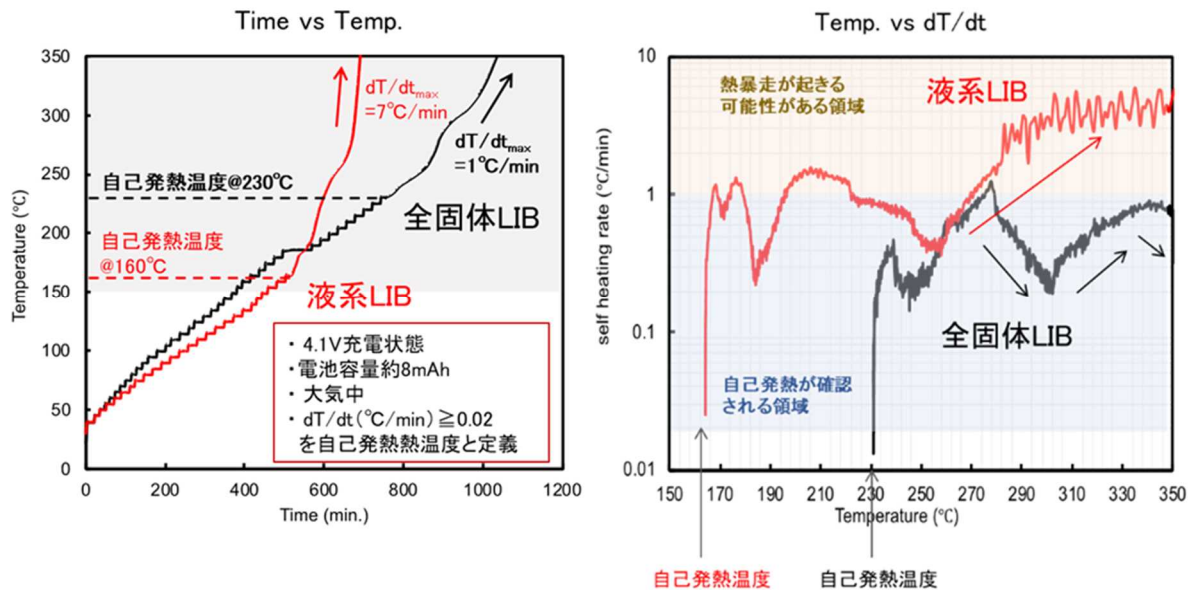 Time vs Temp.
350
300
250
200
150
100
50
0
Temperature (℃)
0
200
400
600
800
1000
1200
Time (min.)
dT/dtmax
=7℃/min
dT/dtmax
=1℃/min
自己発熱温度@230℃
全固体LIB
自己発熱温度
@160℃
液系LIB
・4.1V充電状態
・電池容量約8mAh
・大気中
・dT/dt(℃/min)≧0.02
を自己発熱熱温度と定義
Temp. vs dT/dt
10
1
0.1
0.01
self heating rate (℃/min)
熱暴走が起きる
可能性がある領域
液系LIB
全固体LIB
自己発熱が確認
される領域
150
170
190
210
230
250
270
290
310
330
350
Temperature (℃)
自己発熱温度
自己発熱温度